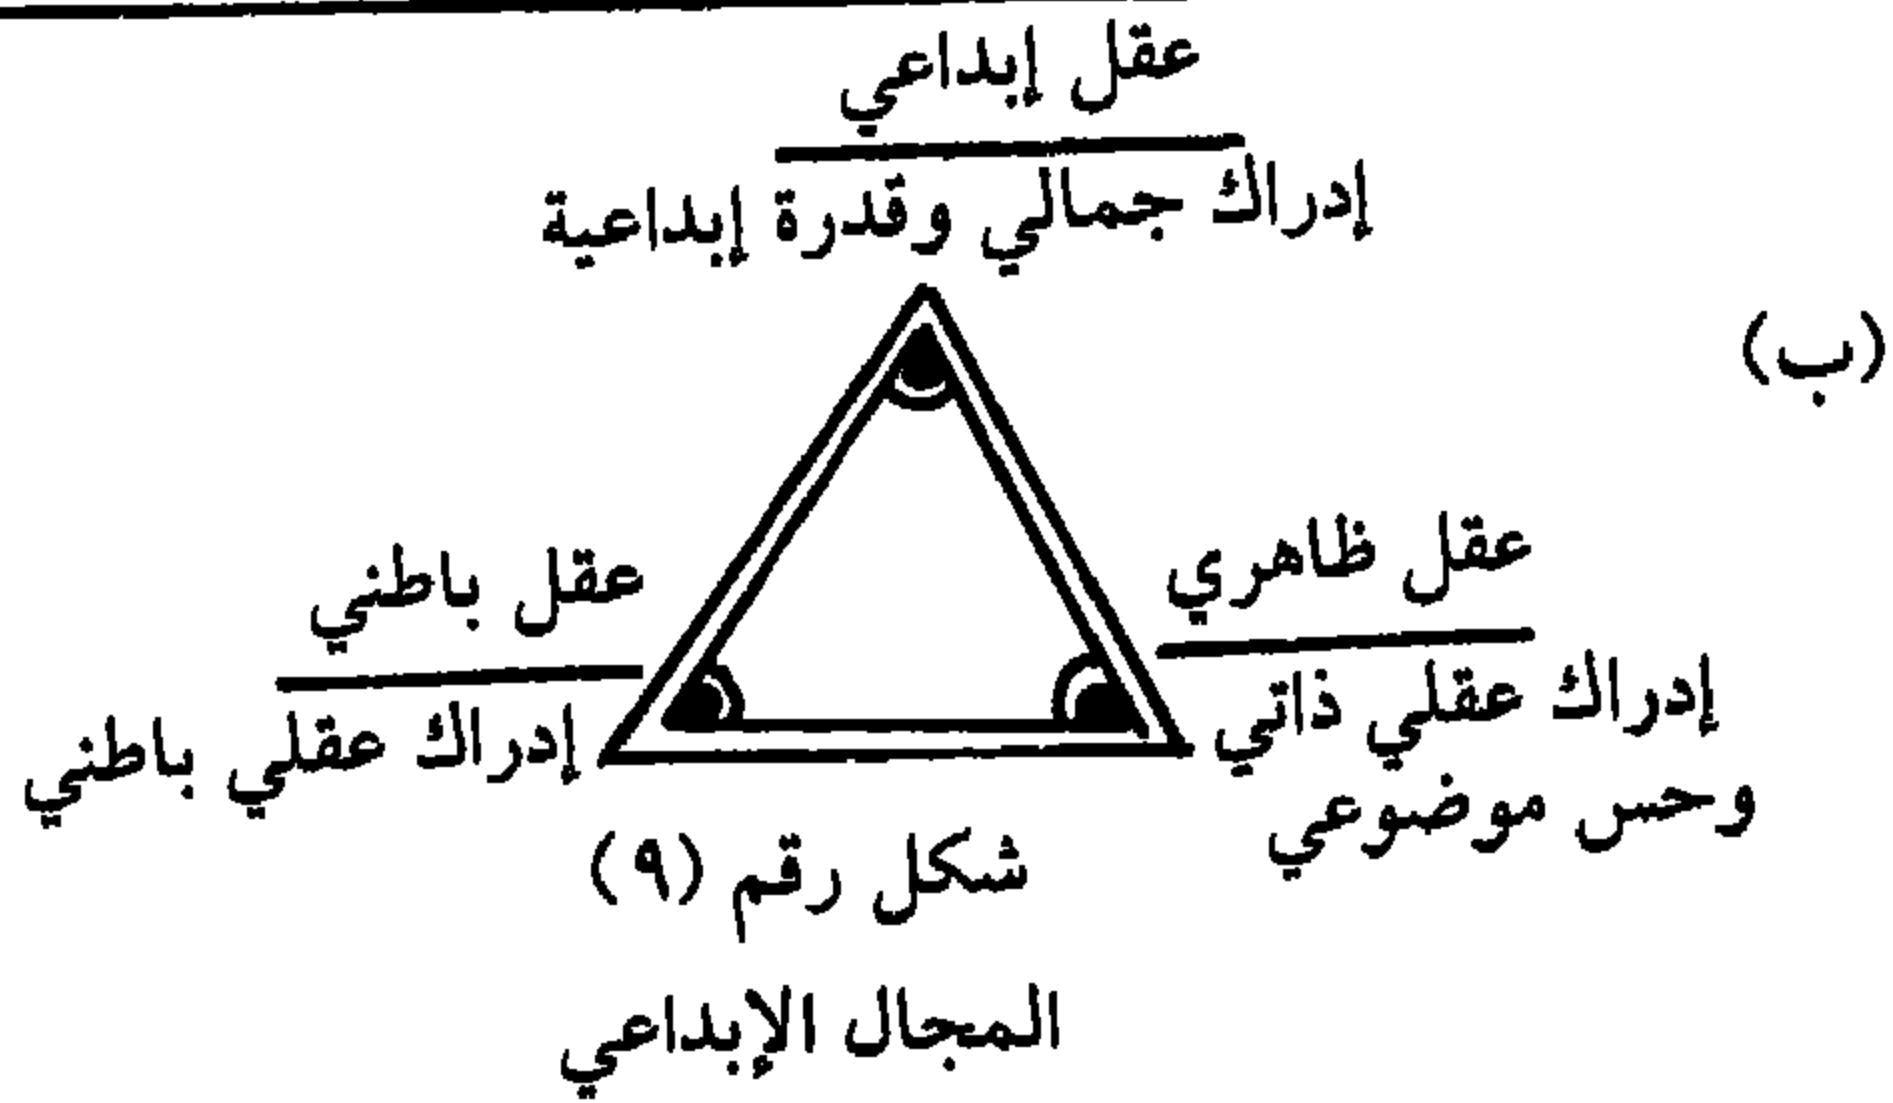 عقل إبداعي
إدراك جمالي وقدرة إبداعية
(ب)
عقل ظاهري
إدراك عقلي ذاتي
وحس موضوعي
عقل باطني
إدراك عقلي باطني
شكل رقم (٩)
المجال الإبداعي